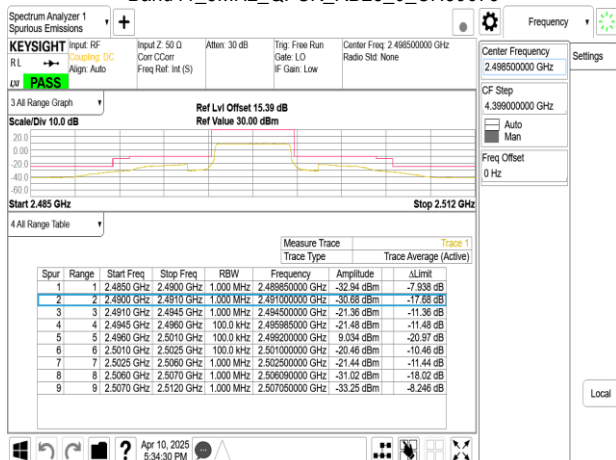 Spectrum Analyzer 1
Spurious Emissions
Frequency
KEYSIGHT Input: RF
Coupling: DC
Align: Auto
Input Z: 50 Ω
Corr CCorr
Freq Ref: Int (S)
Atten: 30 dB
Trig: Free Run
Gate: LO
IF Gain: Low
Center Freq: 2.498500000 GHz
Radio Std: None
RL
LXI PASS
Center Frequency
2.498500000 GHz
Settings
CF Step
4.399000000 GHz
Auto
Man
Freq Offset
0 Hz
3 All Range Graph
Scale/Div 10.0 dB
Ref Lvl Offset 15.39 dB
Ref Value 30.00 dBm
20.0
0.00
-20.0
-40.0
-60.0
Start 2.485 GHz Stop 2.512 GHz
4 All Range Table
Measure Trace Trace 1
Trace Type Trace Average (Active)
Spur Range Start Freq Stop Freq RBW Frequency Amplitude ΔLimit
1 1 2.4850 GHz 2.4900 GHz 1.000 MHz 2.489850000 GHz -32.94 dBm -7.938 dB
2 2 2.4900 GHz 2.4910 GHz 1.000 MHz 2.491000000 GHz -30.68 dBm -17.68 dB
3 3 2.4910 GHz 2.4945 GHz 1.000 MHz 2.494500000 GHz -21.36 dBm -11.36 dB
4 4 2.4945 GHz 2.4960 GHz 100.0 kHz 2.495985000 GHz -21.48 dBm -11.48 dB
5 5 2.4960 GHz 2.5010 GHz 100.0 kHz 2.499200000 GHz 9.034 dBm -20.97 dB
6 6 2.5010 GHz 2.5025 GHz 100.0 kHz 2.501000000 GHz -20.46 dBm -10.46 dB
7 7 2.5025 GHz 2.5060 GHz 1.000 MHz 2.502500000 GHz -21.44 dBm -11.44 dB
8 8 2.5060 GHz 2.5070 GHz 1.000 MHz 2.506090000 GHz -31.02 dBm -18.02 dB
9 9 2.5070 GHz 2.5120 GHz 1.000 MHz 2.507050000 GHz -33.25 dBm -8.246 dB
Local
Apr 10, 2025
5:34:30 PM